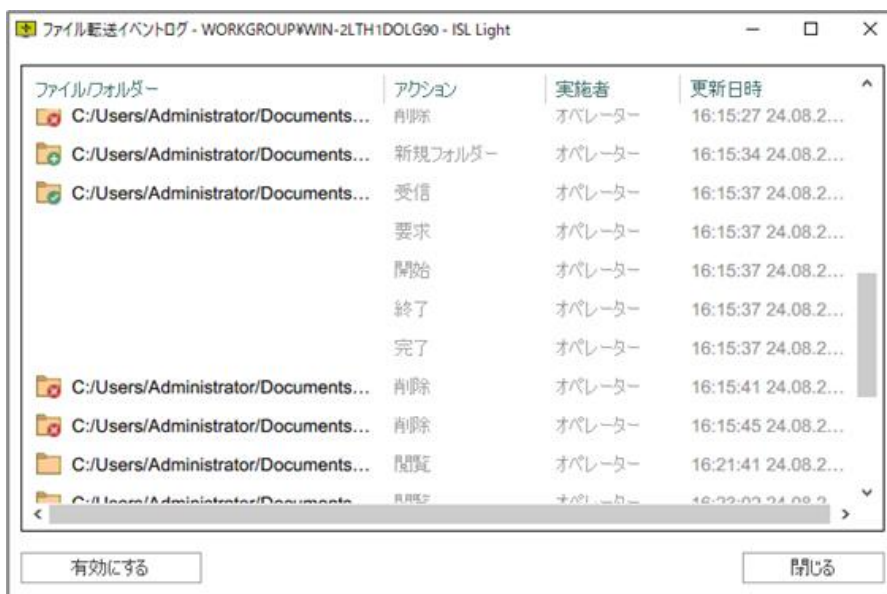 ファイル転送イベントログ - WORKGROUP¥WIN-2LTH1DOLG90 - ISL Light
ファイル/フォルダー アクション 実施者 更新日時
C:/Users/Administrator/Documents... 削除 オペレーター 16:15:27 24.08.2...
C:/Users/Administrator/Documents... 新規フォルダー オペレーター 16:15:34 24.08.2...
C:/Users/Administrator/Documents... 受信 オペレーター 16:15:37 24.08.2...
要求 オペレーター 16:15:37 24.08.2...
開始 オペレーター 16:15:37 24.08.2...
終了 オペレーター 16:15:37 24.08.2...
完了 オペレーター 16:15:37 24.08.2...
C:/Users/Administrator/Documents... 削除 オペレーター 16:15:41 24.08.2...
C:/Users/Administrator/Documents... 削除 オペレーター 16:15:45 24.08.2...
C:/Users/Administrator/Documents... 閲覧 オペレーター 16:21:41 24.08.2...
C:/Users/Administrator/Documents 閲覧 オペレーター
有効にする 閉じる